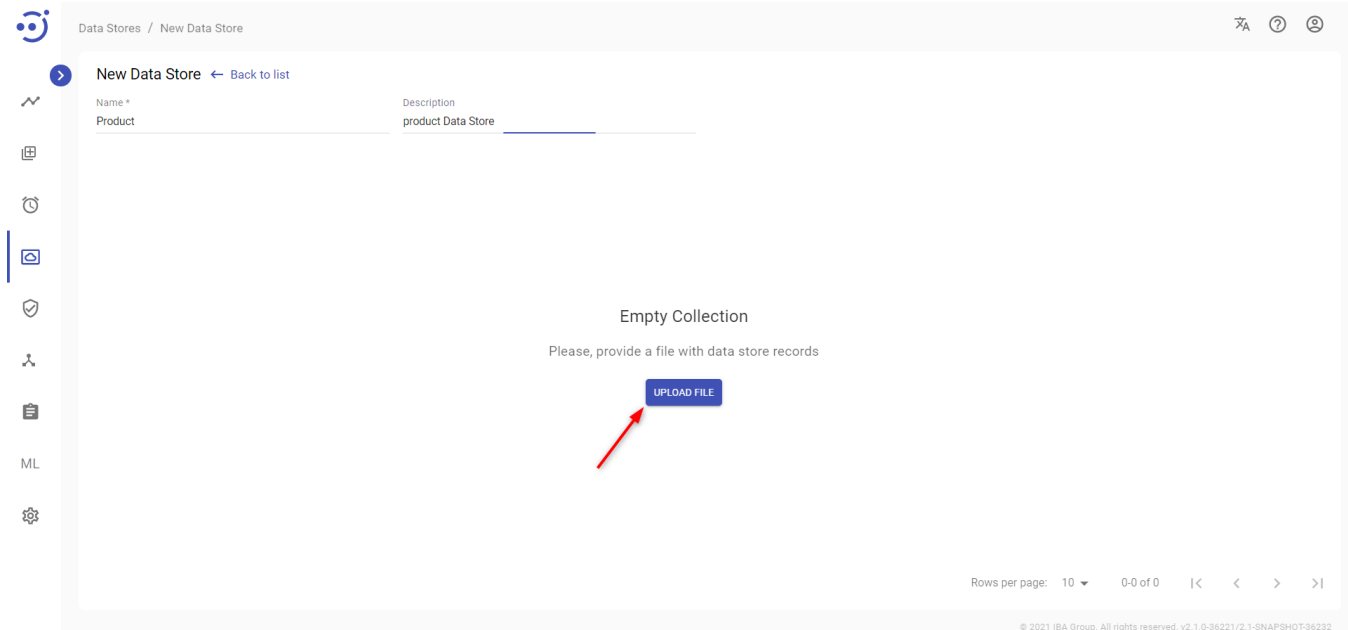 Data Stores / New Data Store
New Data Store ← Back to list
Name *
Product
Description
product Data Store
Empty Collection
Please, provide a file with data store records
UPLOAD FILE
ML
Rows per page: 10 0-0 of 0
© 2021 IBA Group. All rights reserved. v2.1.0-36221/2.1-SNAPSHOT-36232